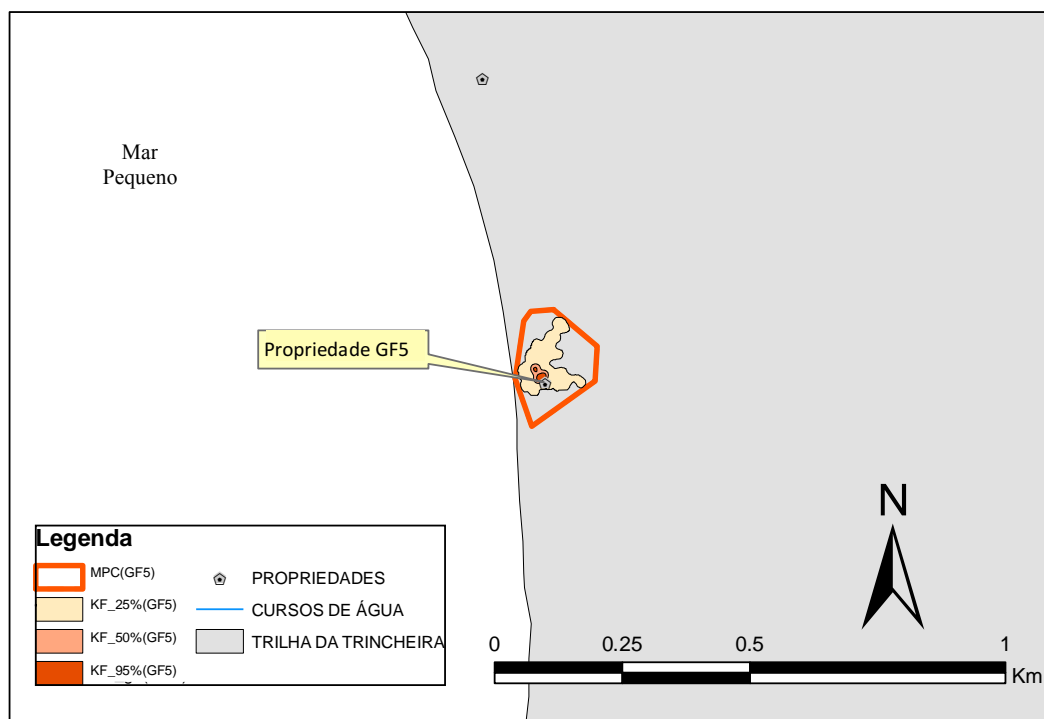 Mar
Pequeno
Propriedade GF5
N
Legenda
MPC(GF5)
KF_25%(GF5)
KF_50%(GF5)
KF_95%(GF5)
PROPRIEDADES
CURSOS DE ÁGUA
TRILHA DA TRINCHEIRA
0 0.25 0.5 1
Km